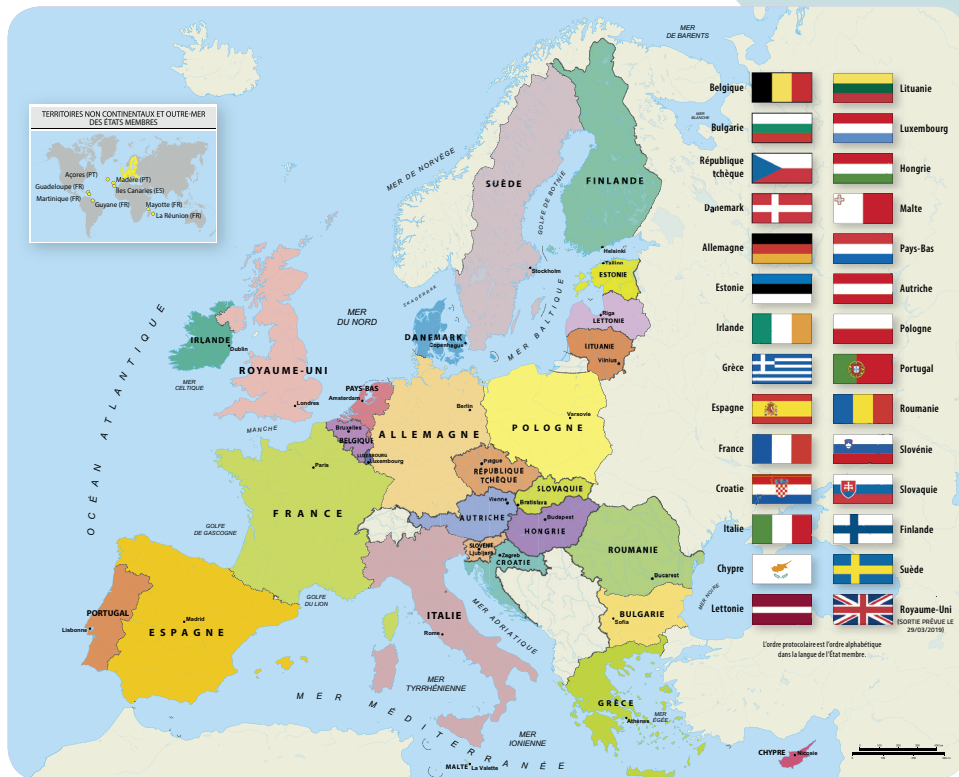 MER
DE BARENTS
MER
BLANCHE
TERRITOIRES NON CONTINENTAUX ET OUTRE-MER
DES ÉTATS MEMBRES
Açores (PT)
Madère (PT)
Guadeloupe (FR)
Îles Canaries (ES)
Martinique (FR)
Guyane (FR)
Mayotte (FR)
La Réunion (FR)
MER DE NORVÈGE
SUÈDE
FINLANDE
GOLFE DE BOTNIE
Helsinki
Tallinn
ESTONIE
Stockholm
SKAGERRAK
Riga
LETTONIE
MER BALTIQUE
LITUANIE
Vilnius
OCÉAN ATLANTIQUE
MER
DU NORD
DANEMARK
Copenhague
IRLANDE
Dublin
ROYAUME-UNI
MER
CELTIQUE
Londres
MANCHE
PAYS-BAS
Amsterdam
Bruxelles
BELGIQUE
LUXEMBOURG
Luxembourg
Berlin
ALLEMAGNE
Varsovie
POLOGNE
Prague
RÉPUBLIQUE
TCHÈQUE
SLOVAQUIE
Bratislava
Vienne
AUTRICHE
Budapest
HONGRIE
Paris
FRANCE
GOLFE
DE GASCOGNE
SLOVÉNIE
Ljubljana
Zagreb
CROATIE
ROUMANIE
Bucarest
MER NOIRE
BULGARIE
Sofia
GOLFE
DU LION
ITALIE
Rome
MER ADRIATIQUE
PORTUGAL
Lisbonne
Madrid
ESPAGNE
MER
TYRRHÉNIENNE
MER MÉDITERRANÉE
MER
IONIENNE
GRÈCE
Athènes
MER
ÉGÉE
MALTE
La Valette
CHYPRE
Nicosie
Belgique
Lituanie
Bulgarie
Luxembourg
République
tchèque
Hongrie
Danemark
Malte
Allemagne
Pays-Bas
Estonie
Autriche
Irlande
Pologne
Grèce
Portugal
Espagne
Roumanie
France
Slovénie
Croatie
Slovaquie
Italie
Finlande
Chypre
Suède
Lettonie
Royaume-Uni
(SORTIE PRÉVUE LE
29/03/2019)
L'ordre protocolaire est l'ordre alphabétique
dans la langue de l'État membre.